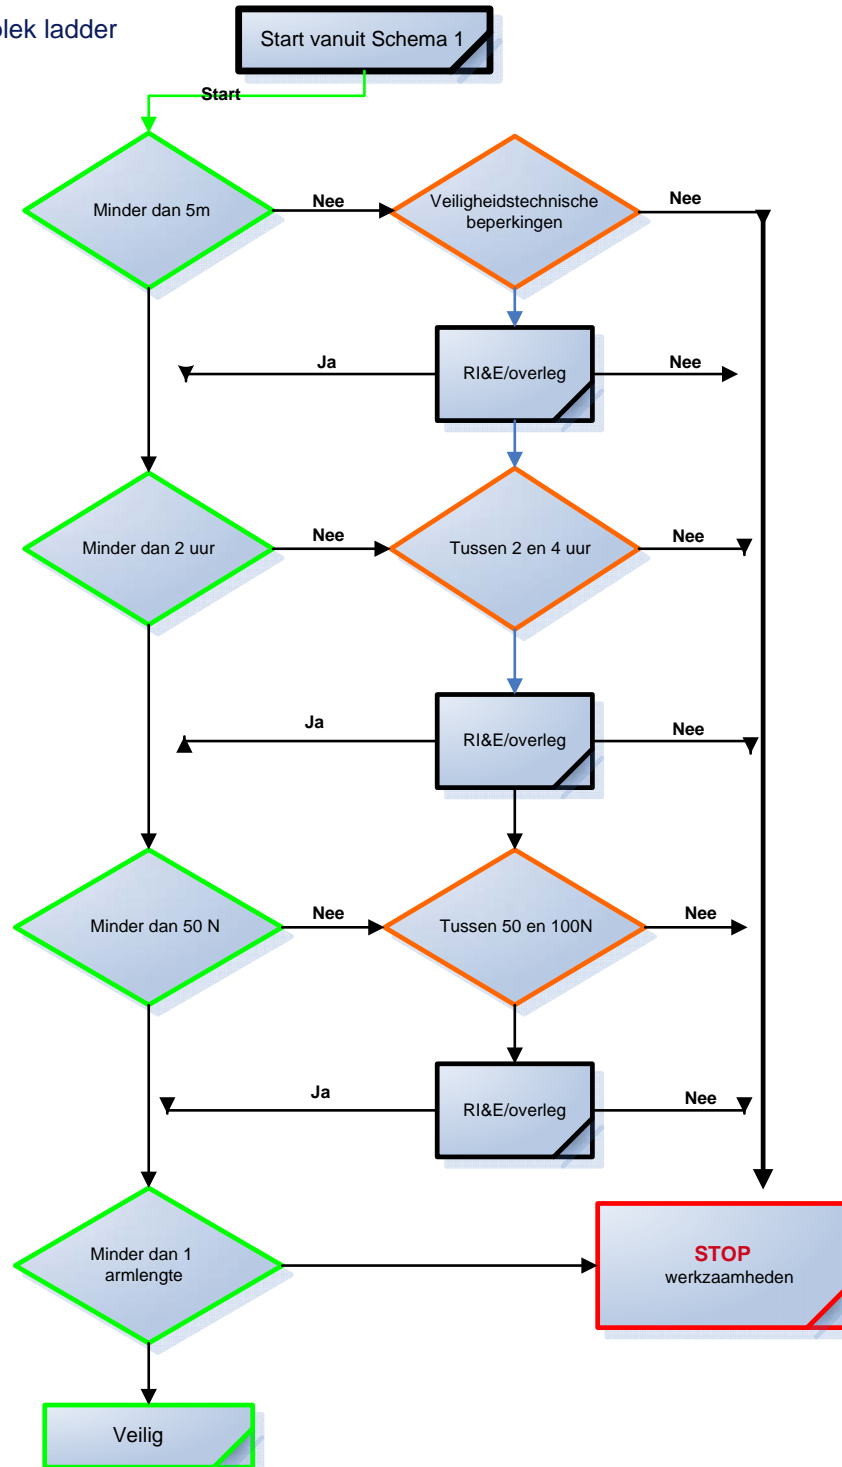 ladder
Start vanuit Schema 1
Start
Minder dan 5m
Nee
Veiligheidstechnische
beperkingen
Nee
Ja
RI&E/overleg
Nee
Minder dan 2 uur
Nee
Tussen 2 en 4 uur
Nee
Ja
RI&E/overleg
Nee
Minder dan 50 N
Nee
Tussen 50 en 100N
Nee
Ja
RI&E/overleg
Nee
Minder dan 1
armlengte
STOP
werkzaamheden
Veilig